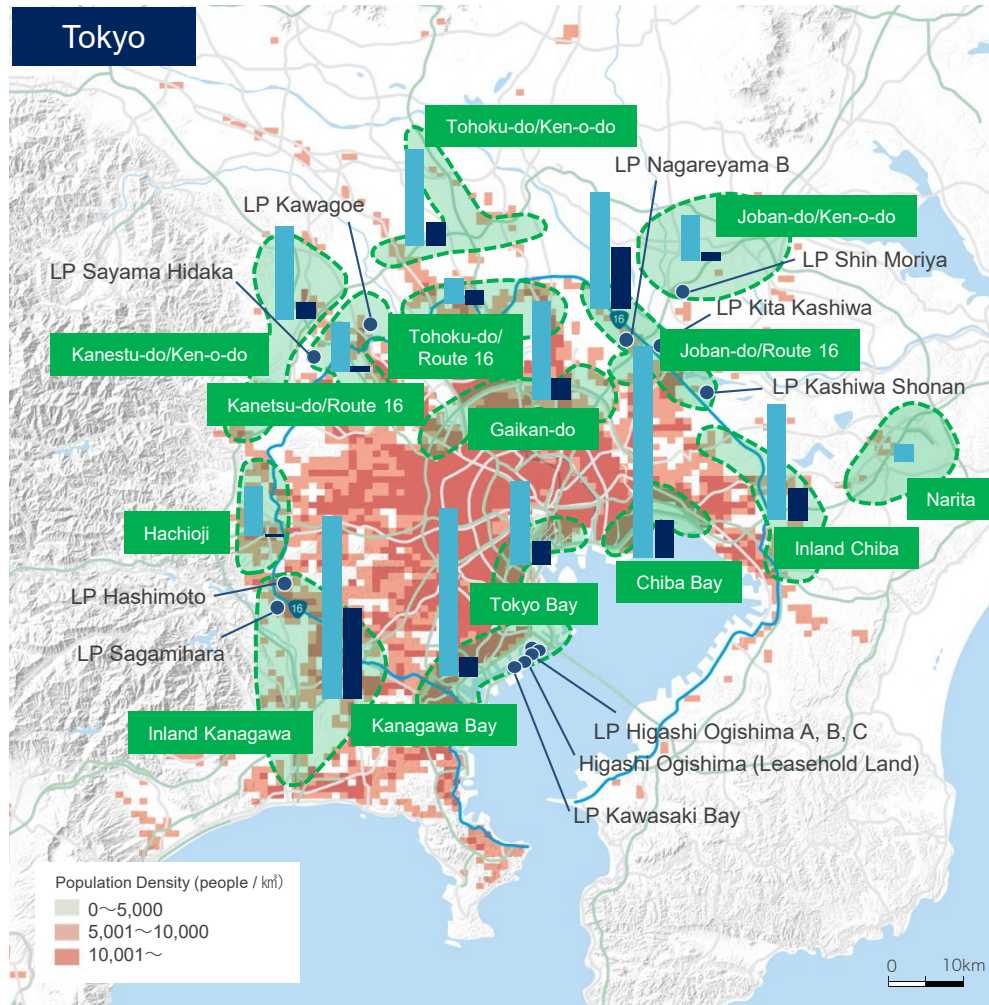 Tokyo
Tohoku-do/Ken-o-do
LP Nagareyama B
LP Kawagoe
Joban-do/Ken-o-do
LP Sayama Hidaka
LP Shin Moriya
LP Kita Kashiwa
16
Kanestu-do/Ken-o-do
Tohoku-do/
Route 16
Joban-do/Route 16
LP Kashiwa Shonan
Kanetsu-do/Route 16
Gaikan-do
Narita
Hachioji
Inland Chiba
Chiba Bay
LP Hashimoto
16
Tokyo Bay
LP Sagamihara
Inland Kanagawa
Kanagawa Bay
LP Higashi Ogishima A, B, C
Higashi Ogishima (Leasehold Land)
LP Kawasaki Bay
Population Density (people / ㎢)
0～5,000
5,001～10,000
10,001～
0 10km